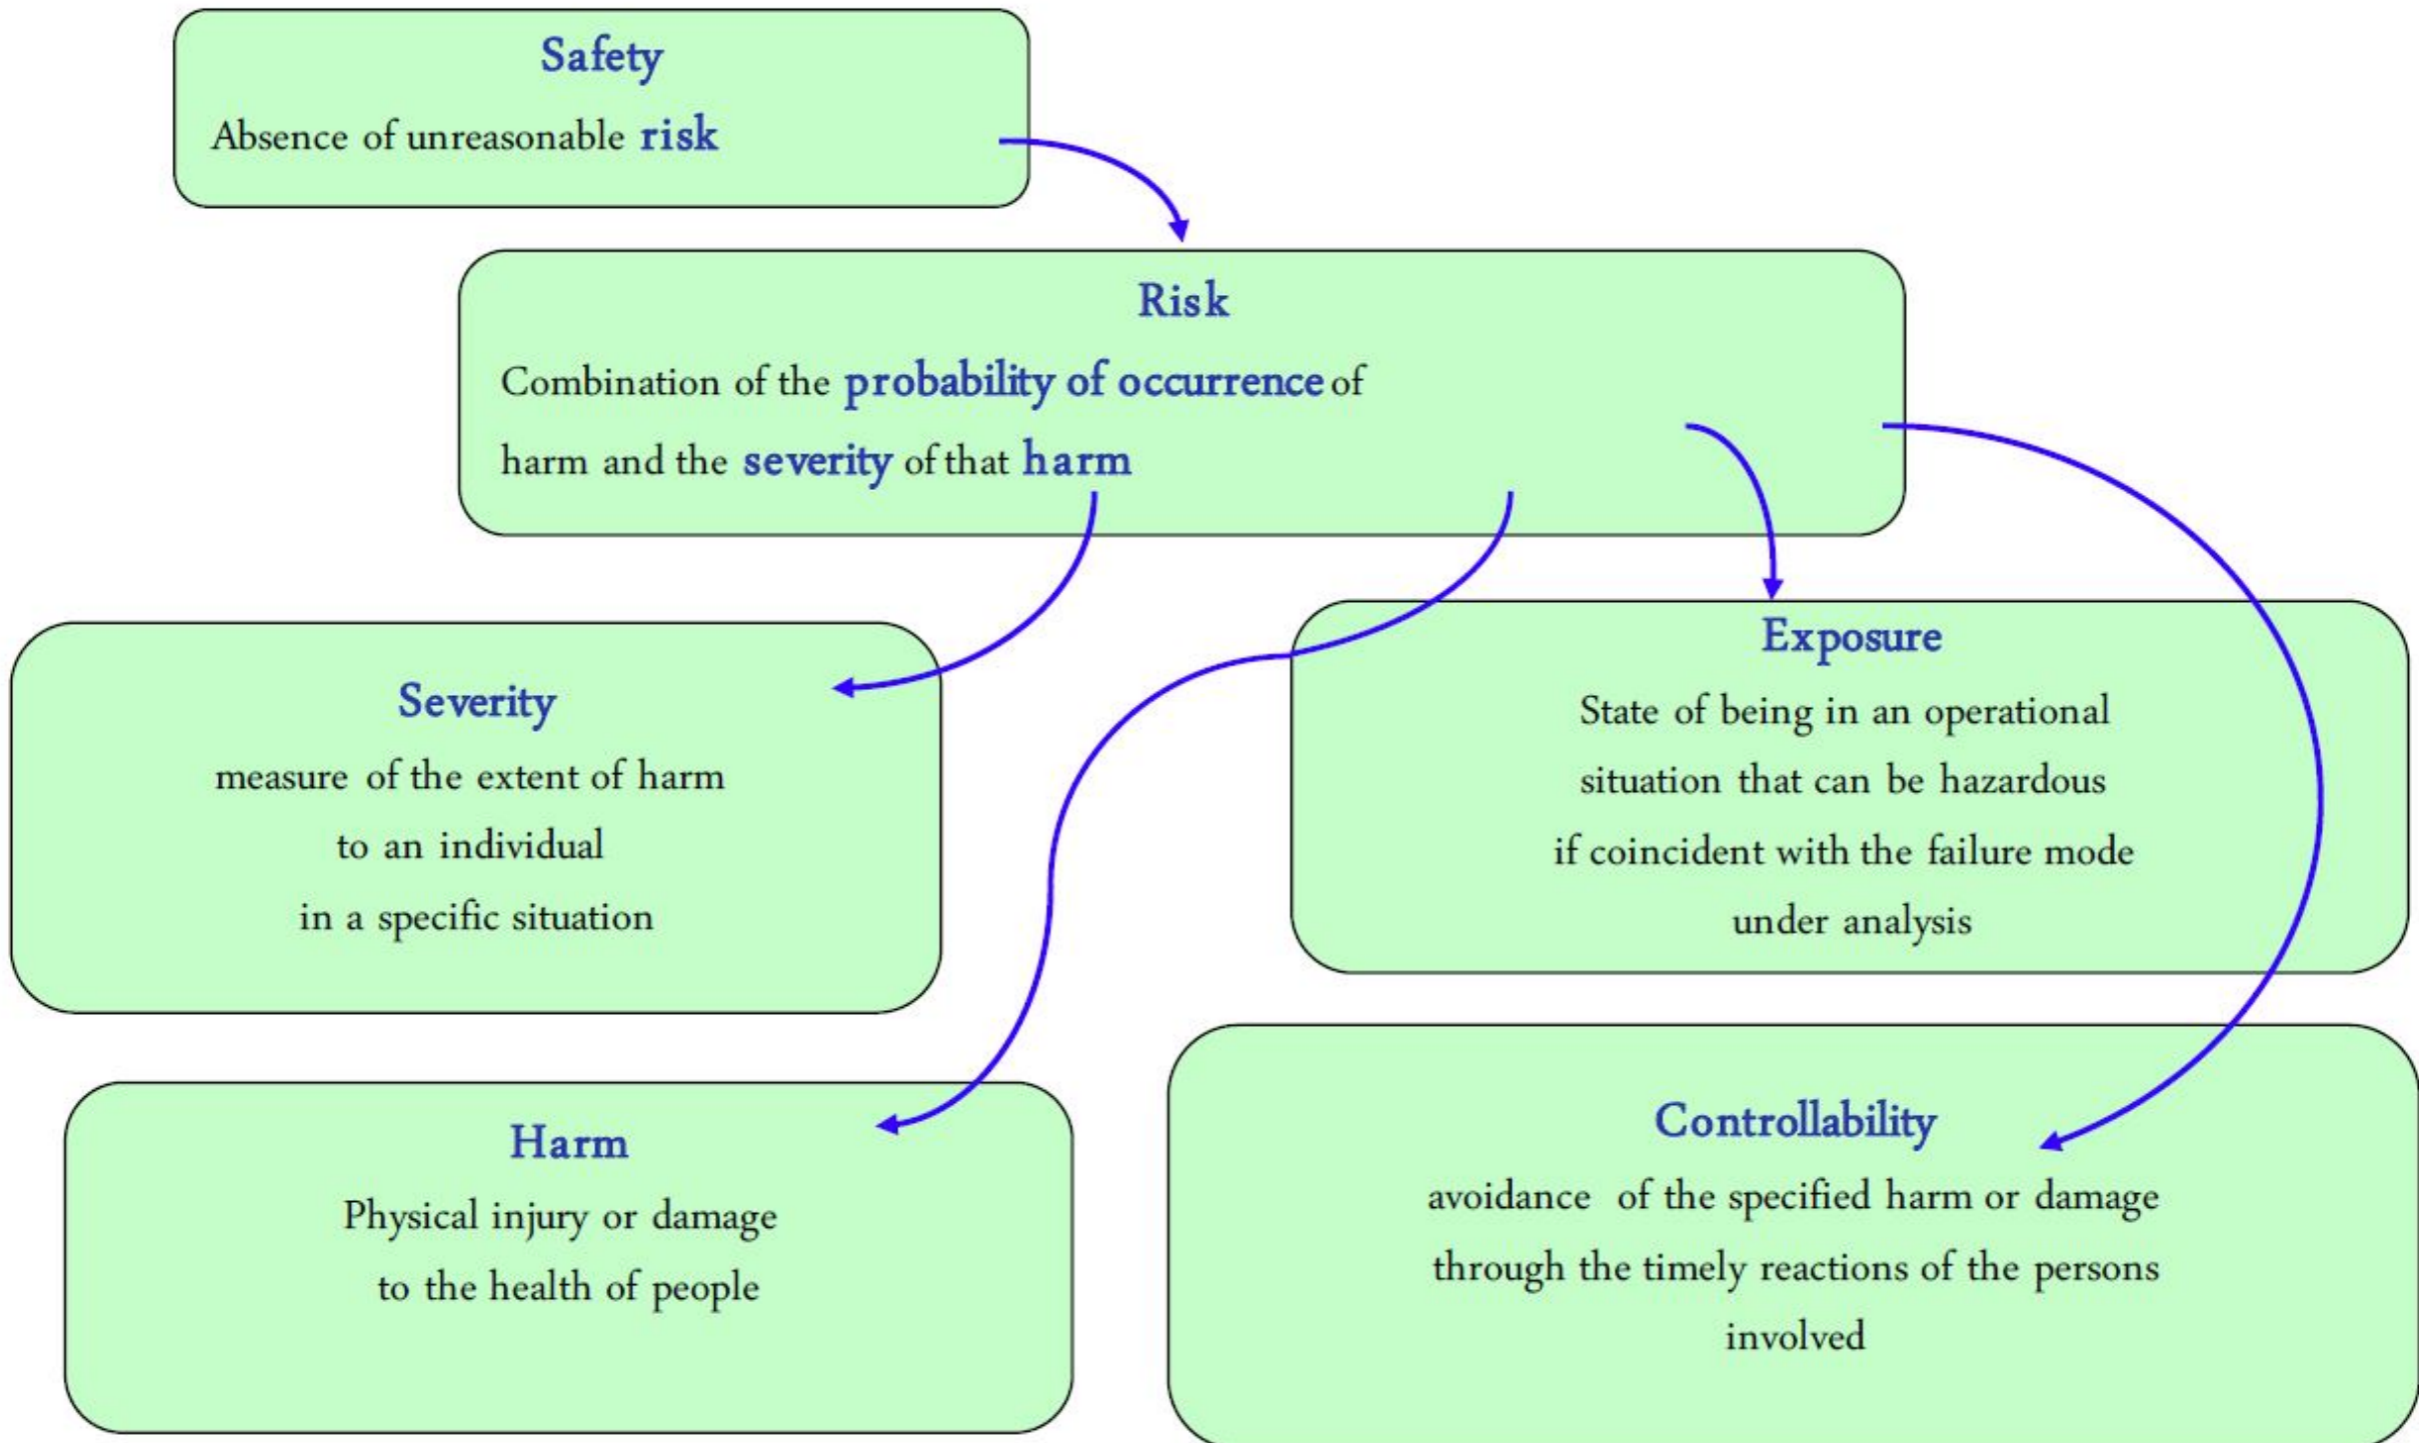 Safety
Absence of unreasonable risk
Risk
Combination of the probability of occurrence of
harm and the severity of that harm
Severity
measure of the extent of harm
to an individual
in a specific situation
Exposure
State of being in an operational
situation that can be hazardous
if coincident with the failure mode
under analysis
Harm
Physical injury or damage
to the health of people
Controllability
avoidance of the specified harm or damage
through the timely reactions of the persons
involved